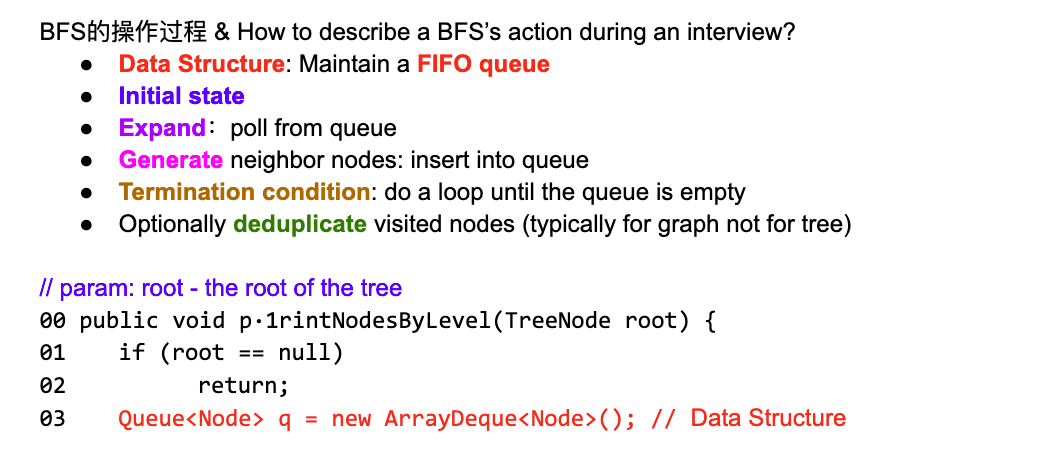 BFS的操作过程 & How to describe a BFS’s action during an interview?
● Data Structure: Maintain a FIFO queue
● Initial state
● Expand： poll from queue
● Generate neighbor nodes: insert into queue
● Termination condition: do a loop until the queue is empty
● Optionally deduplicate visited nodes (typically for graph not for tree)
// param: root - the root of the tree
00 public void p·1rintNodesByLevel(TreeNode root) {
01 if (root == null)
02 return;
03 Queue<Node> q = new ArrayDeque<Node>(); // Data Structure